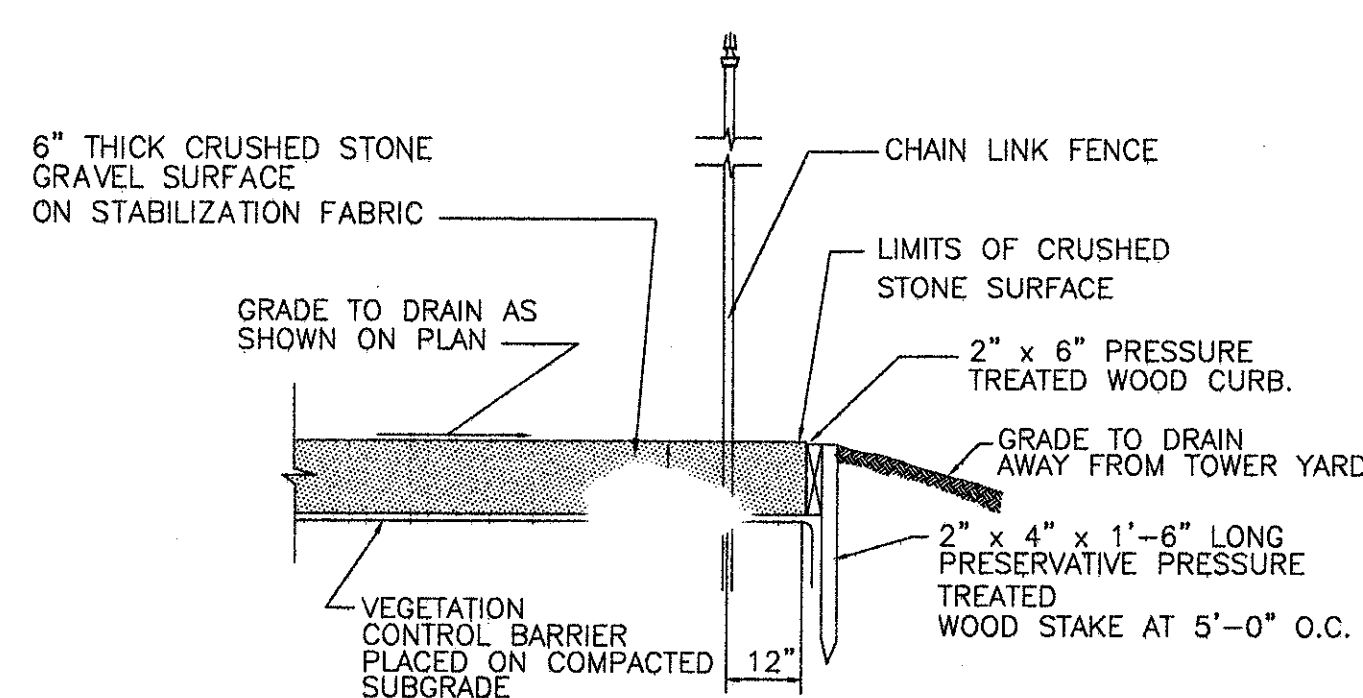 6" THICK CRUSHED STONE
GRAVEL SURFACE
ON STABILIZATION FABRIC
CHAIN LINK FENCE
LIMITS OF CRUSHED
STONE SURFACE
GRADE TO DRAIN AS
SHOWN ON PLAN
2" x 6" PRESSURE
TREATED WOOD CURB.
GRADE TO DRAIN
AWAY FROM TOWER YARD
2" x 4" x 1'-6" LONG
PRESERVATIVE PRESSURE
TREATED
WOOD STAKE AT 5'-0" O.C.
VEGETATION
CONTROL BARRIER
PLACED ON COMPACTED
SUBGRADE
12"